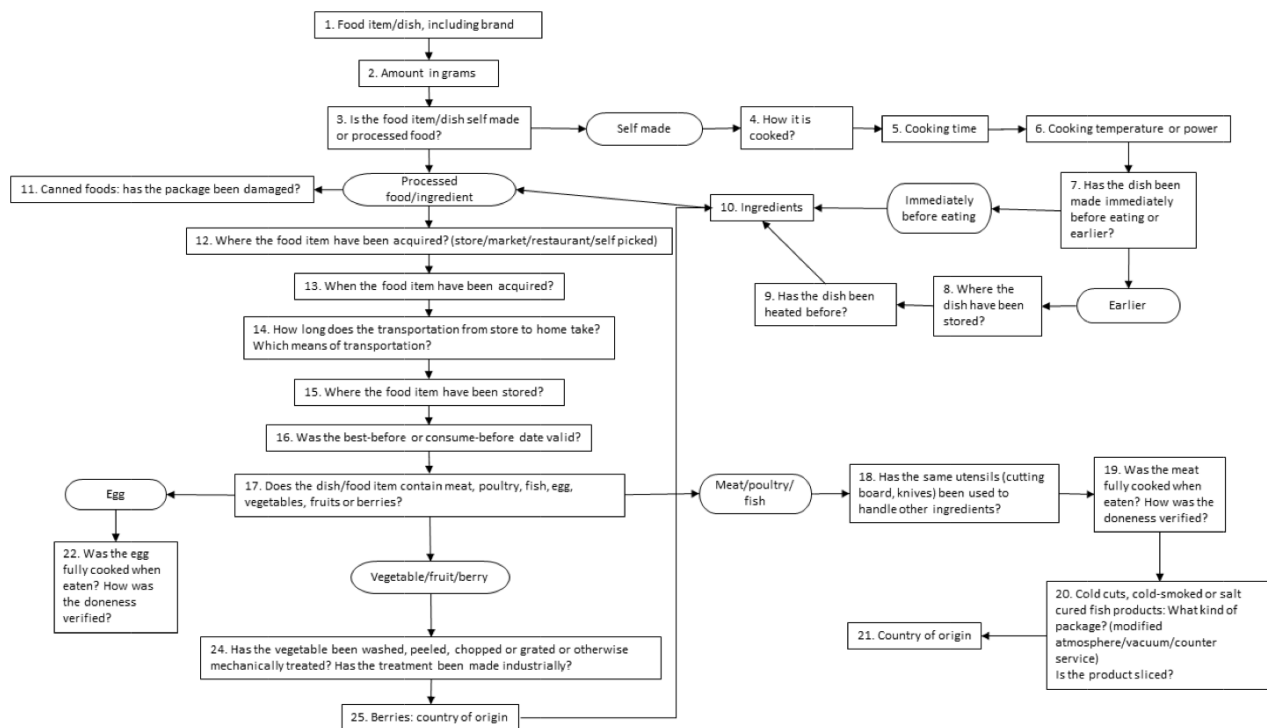 1. Food item/dish, including brand
2. Amount in grams
3. Is the food item/dish self made
or processed food?
Self made
4. How it is
cooked?
5. Cooking time
6. Cooking temperature or power
11. Canned foods: has the package been damaged?
Processed
food/ingredient
10. Ingredients
Immediately
before eating
7. Has the dish been
made immediately
before eating or
earlier?
12. Where the food item have been acquired? (store/market/restaurant/self picked)
13. When the food item have been acquired?
9. Has the dish been
heated before?
8. Where the
dish have been
stored?
Earlier
14. How long does the transportation from store to home take?
Which means of transportation?
15. Where the food item have been stored?
16. Was the best-before or consume-before date valid?
Egg
17. Does the dish/food item contain meat, poultry, fish, egg,
vegetables, fruits or berries?
Meat/poultry/
fish
18. Has the same utensils (cutting
board, knives) been used to
handle other ingredients?
19. Was the meat
fully cooked when
eaten? How was the
doneness verified?
22. Was the egg
fully cooked when
eaten? How was
the doneness
verified?
Vegetable/fruit/berry
20. Cold cuts, cold-smoked or salt
cured fish products: What kind of
package? (modified
atmosphere/vacuum/counter
service)
Is the product sliced?
21. Country of origin
24. Has the vegetable been washed, peeled, chopped or grated or otherwise
mechanically treated? Has the treatment been made industrially?
25. Berries: country of origin